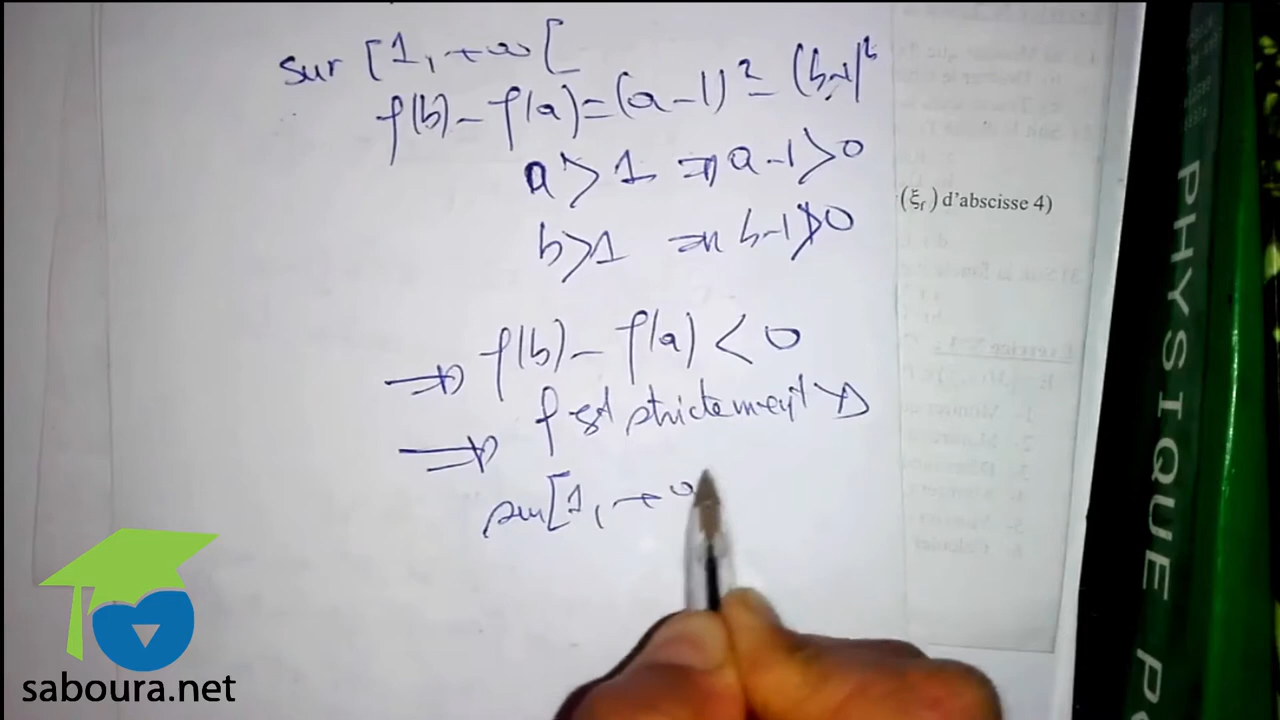 sur [1, +∞[
f(b) - f(a) = (a-1)² - (b-1)²
a > 1 ⇒ a-1 > 0
b > 1 ⇒ b-1 > 0
(ξf) d'abscisse 4)
⇒ f(b) - f(a) < 0
⇒ f est strictement ↘
sur [1, +∞
PHYSIQUE
saboura.net